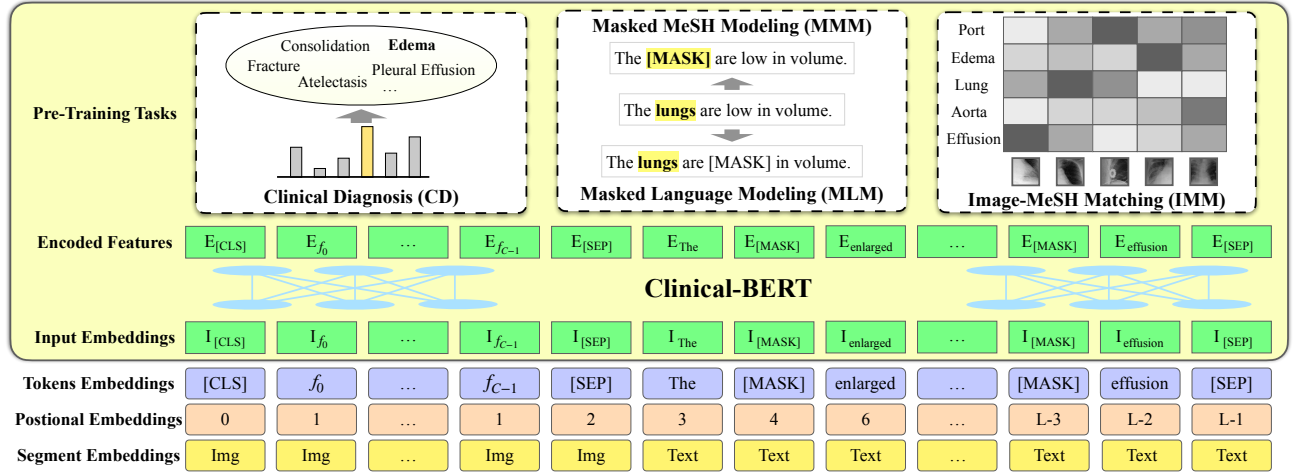 Pre-Training Tasks
Consolidation Edema
Fracture
Atelectasis Pleural Effusion
…
Clinical Diagnosis (CD)
Masked MeSH Modeling (MMM)
The [MASK] are low in volume.
The lungs are low in volume.
The lungs are [MASK] in volume.
Masked Language Modeling (MLM)
Port
Edema
Lung
Aorta
Effusion
Image-MeSH Matching (IMM)
Encoded Features E[CLS] Ef0 … EfC-1 E[SEP] EThe E[MASK] Eenlarged … E[MASK] Eeffusion E[SEP]
Clinical-BERT
Input Embeddings I[CLS] If0 … IfC-1 I[SEP] IThe I[MASK] Ienlarged … I[MASK] Ieffusion I[SEP]
Tokens Embeddings [CLS] f0 … fC-1 [SEP] The [MASK] enlarged … [MASK] effusion [SEP]
Postional Embeddings 0 1 … 1 2 3 4 6 … L-3 L-2 L-1
Segment Embeddings Img Img … Img Img Text Text Text … Text Text Text